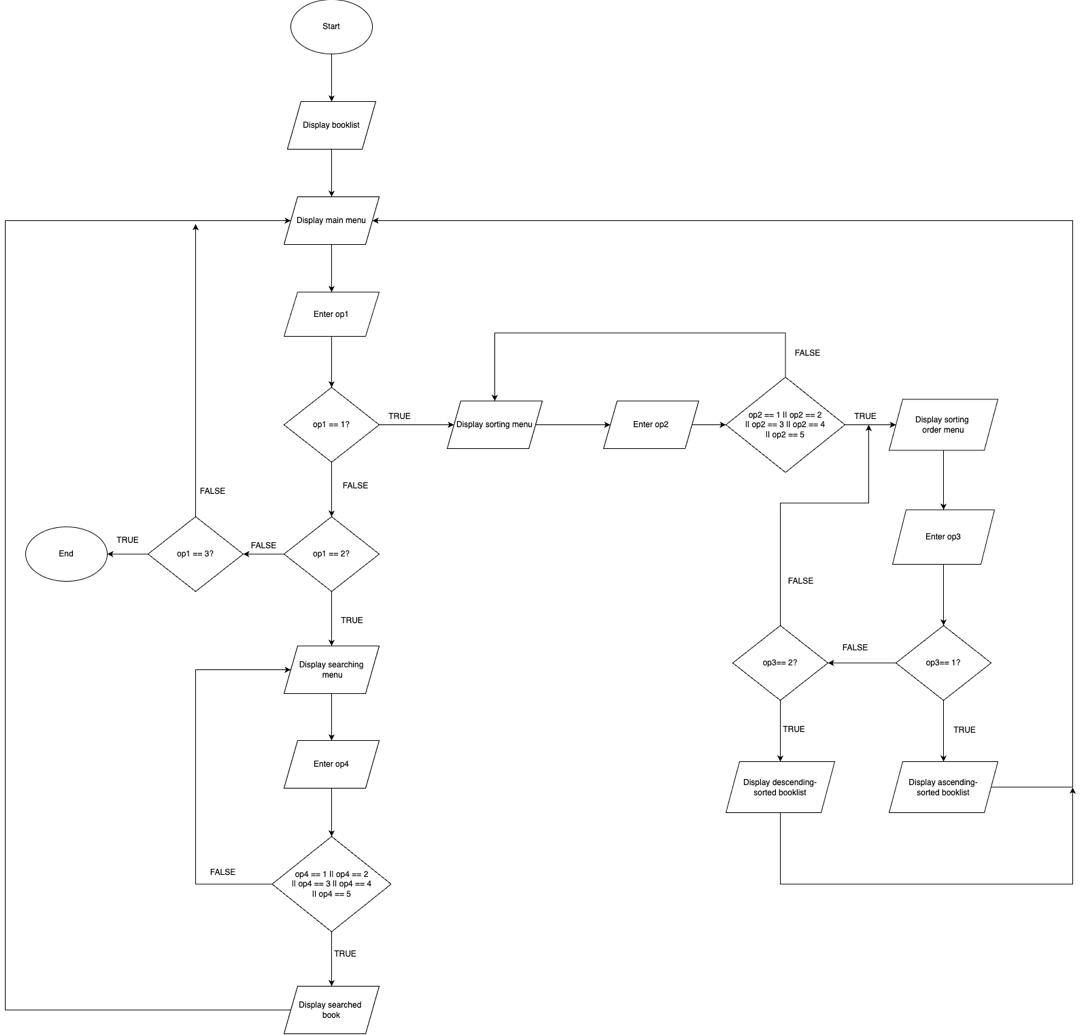 Start
Display booklist
Display main menu
Enter op1
FALSE
op2 == 1 || op2 == 2
|| op2 == 3 || op2 == 4
|| op2 == 5
TRUE
Display sorting
order menu
op1 == 1?
TRUE
Display sorting menu
Enter op2
FALSE
FALSE
Enter op3
End
TRUE
op1 == 3?
FALSE
op1 == 2?
FALSE
TRUE
FALSE
Display searching
menu
op3== 2?
op3== 1?
TRUE
TRUE
Enter op4
Display descending-
sorted booklist
Display ascending-
sorted booklist
FALSE
op4 == 1 || op4 == 2
|| op4 == 3 || op4 == 4
|| op4 == 5
TRUE
Display searched
book